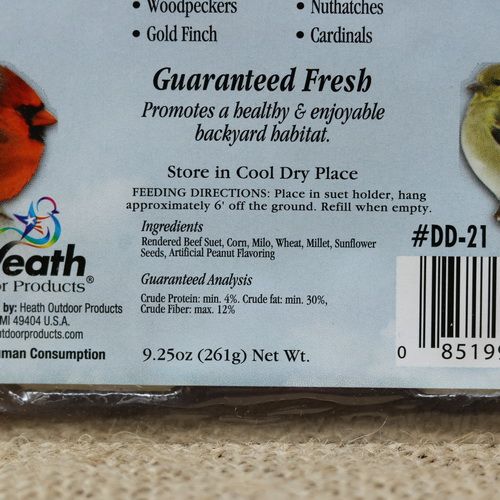 • Woodpeckers
• Nuthatches
• Gold Finch
• Cardinals
Guaranteed Fresh
Promotes a healthy & enjoyable
backyard habitat.
Store in Cool Dry Place
FEEDING DIRECTIONS: Place in suet holder, hang
approximately 6' off the ground. Refill when empty.
Ingredients
Rendered Beef Suet, Corn, Milo, Wheat, Millet, Sunflower
Seeds, Artificial Peanut Flavoring
Guaranteed Analysis
Crude Protein: min. 4%. Crude fat: min. 30%,
Crude Fiber: max. 12%
9.25oz (261g) Net Wt.
Heath®
or Products
by: Heath Outdoor Products
MI 49404 U.S.A.
tdoorproducts.com
uman Consumption
#DD-21
0 85199